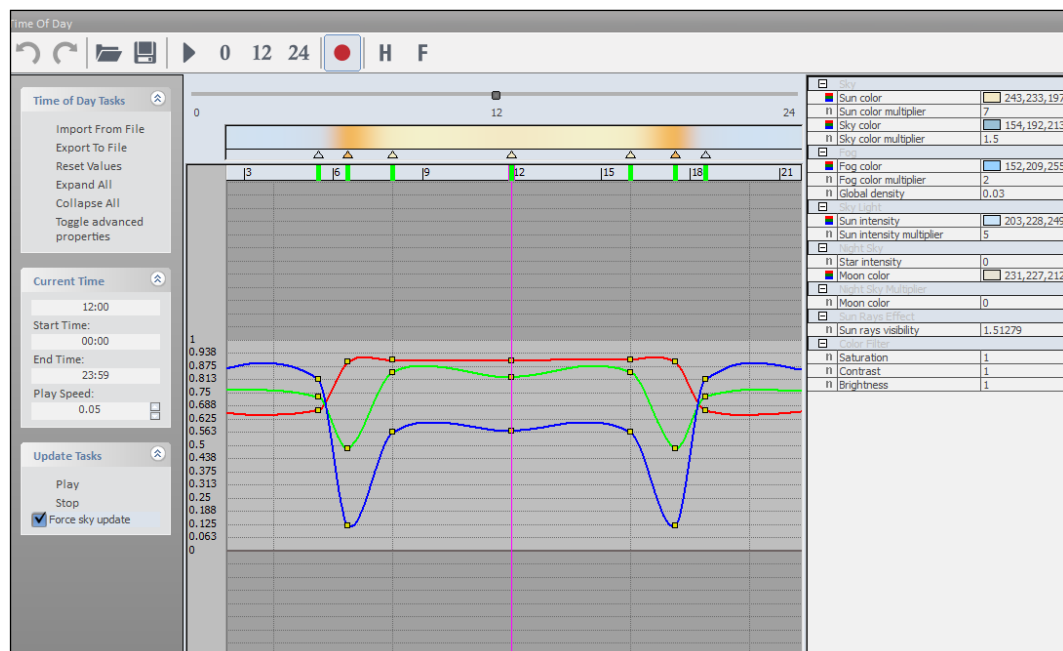 Time Of Day
0 12 24 H F
Time of Day Tasks
Import From File
Export To File
Reset Values
Expand All
Collapse All
Toggle advanced
properties
Current Time
12:00
Start Time:
00:00
End Time:
23:59
Play Speed:
0.05
Update Tasks
Play
Stop
Force sky update
0 12 24
3 6 9 12 15 18 21
1
0.938
0.875
0.813
0.75
0.688
0.625
0.563
0.5
0.438
0.375
0.313
0.25
0.188
0.125
0.063
0
Sky
Sun color 243,233,197
n Sun color multiplier 7
Sky color 154,192,213
n Sky color multiplier 1.5
Fog
Fog color 152,209,255
n Fog color multiplier 2
n Global density 0.03
Sky Light
Sun intensity 203,228,249
n Sun intensity multiplier 5
Night Sky
n Star intensity 0
Moon color 231,227,212
Night Sky Multiplier
n Moon color 0
Sun Rays Effect
n Sun rays visibility 1.51279
Color Filter
n Saturation 1
n Contrast 1
n Brightness 1